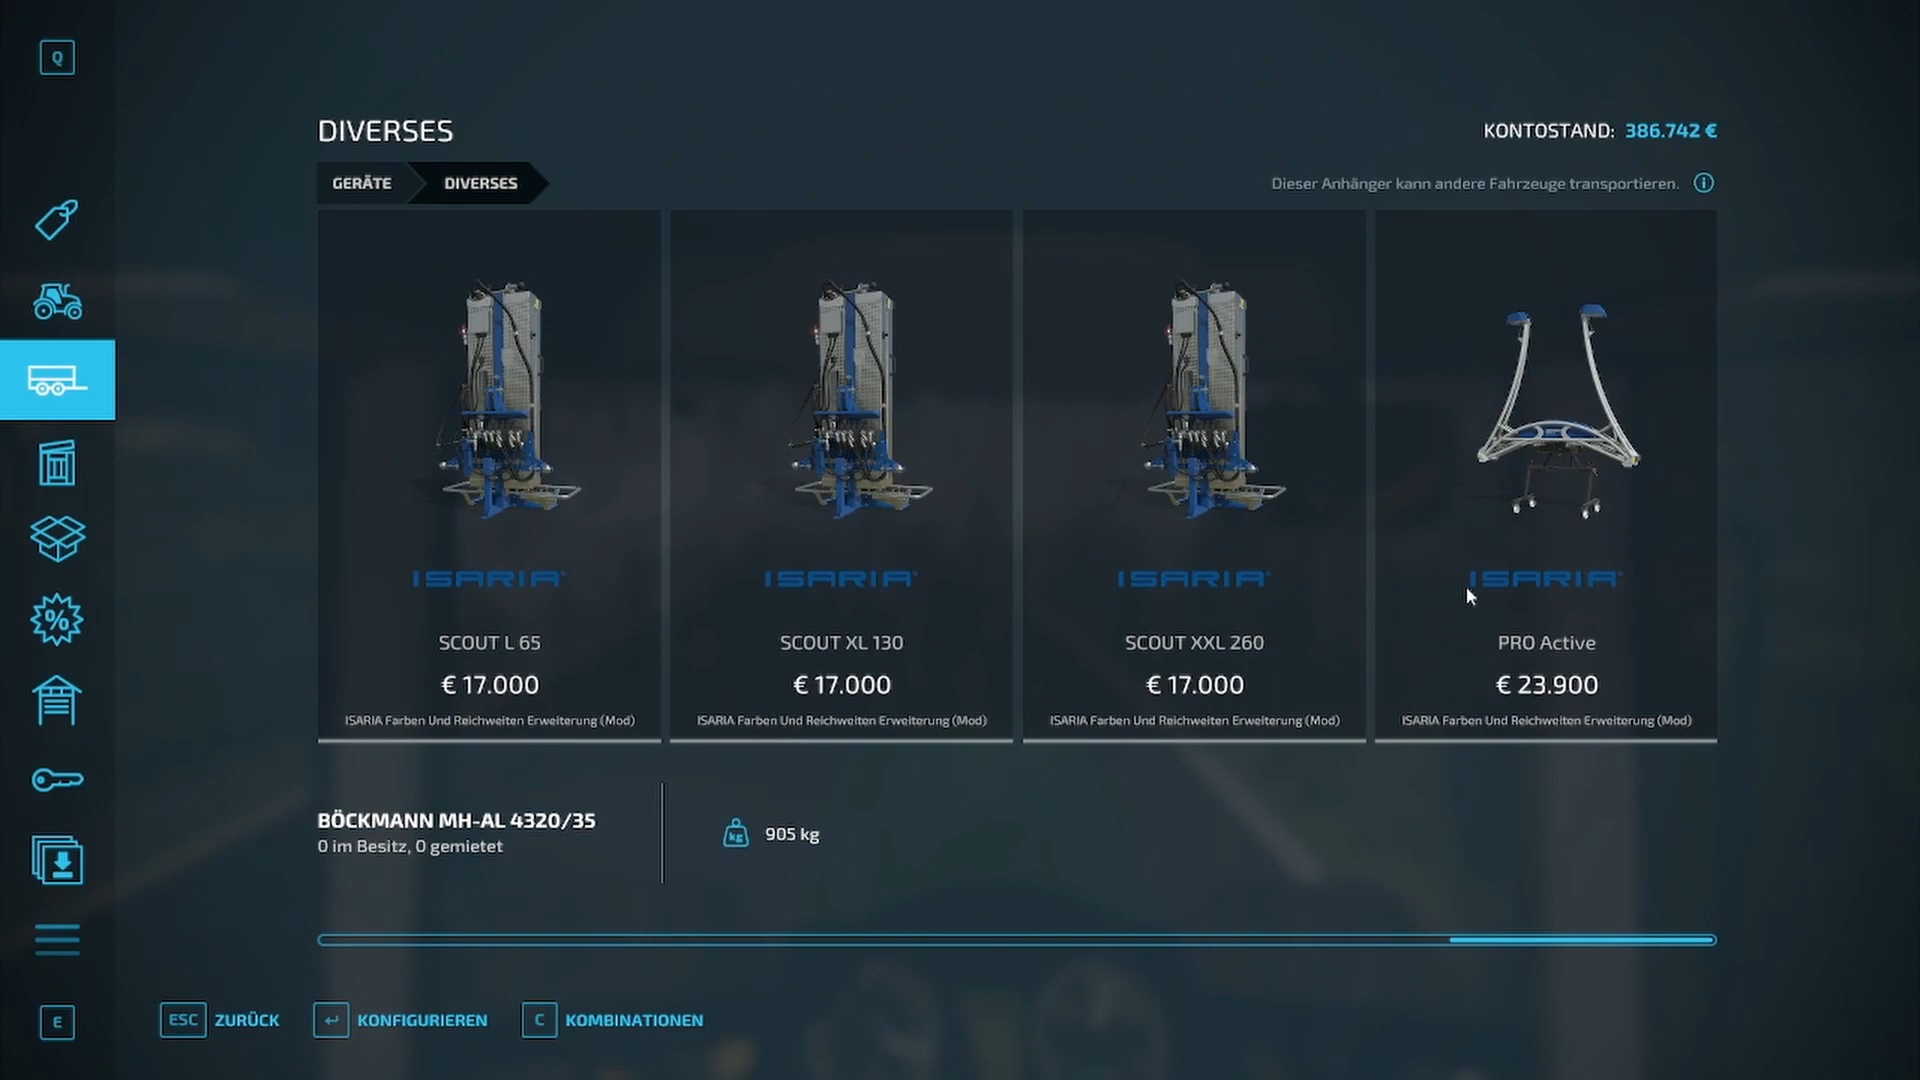 Q
DIVERSES
KONTOSTAND: 386.742 €
GERÄTE DIVERSES
Dieser Anhänger kann andere Fahrzeuge transportieren.
ISARIA
SCOUT L 65
€ 17.000
ISARIA Farben Und Reichweiten Erweiterung (Mod)
ISARIA
SCOUT XL 130
€ 17.000
ISARIA Farben Und Reichweiten Erweiterung (Mod)
ISARIA
SCOUT XXL 260
€ 17.000
ISARIA Farben Und Reichweiten Erweiterung (Mod)
ISARIA
PRO Active
€ 23.900
ISARIA Farben Und Reichweiten Erweiterung (Mod)
%
BÖCKMANN MH-AL 4320/35
0 im Besitz, 0 gemietet
kg 905 kg
E
ESC ZURÜCK
KONFIGURIEREN
C KOMBINATIONEN